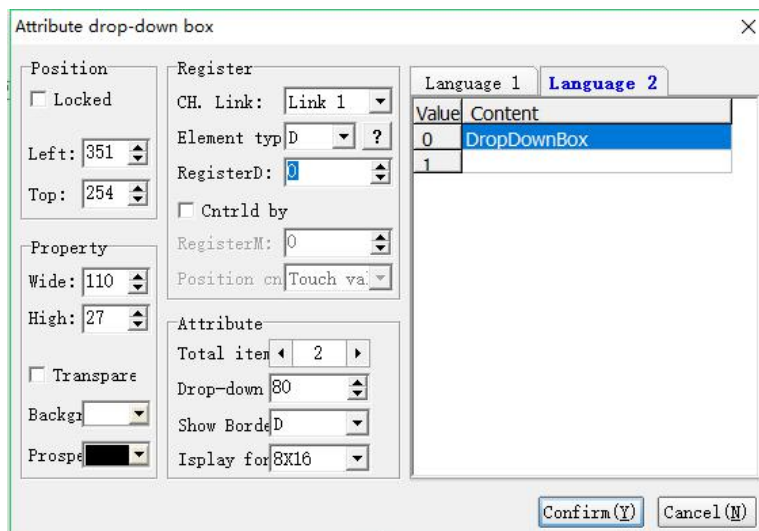 Attribute drop-down box
Position
Locked
Left: 351
Top: 254
Property
Wide: 110
High: 27
Transpare
Backgr
Prospe
Register
CH. Link: Link 1
Element typ D ?
RegisterD: 0
Cntrld by
RegisterM: 0
Position cn Touch va
Attribute
Total item 2
Drop-down 80
Show Borde D
Isplay for 8X16
Language 1 Language 2
Value Content
0 DropDownBox
1
Confirm(Y) Cancel(N)